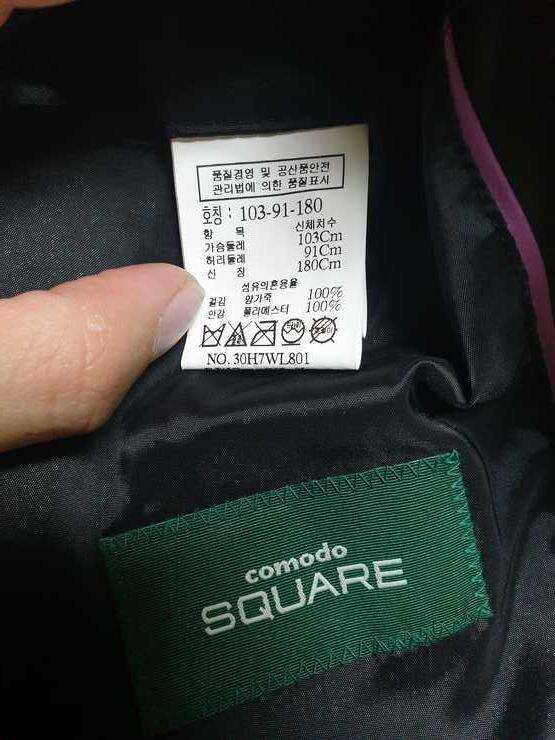 품질경영 및 공산품안전
관리법에 의한 품질표시
호칭 : 103-91-180
항 목 신체치수
가슴둘레 103Cm
허리둘레 91Cm
신 장 180Cm
섬유의혼용율
겉감 양가죽 100%
안감 폴리에스터 100%
NO. 30H7WL801
comodo
SQUARE